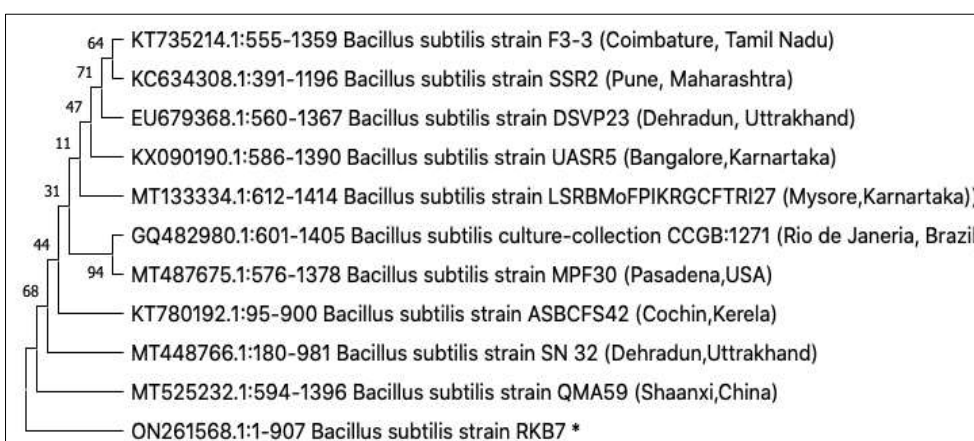 64
KT735214.1:555-1359 Bacillus subtilis strain F3-3 (Coimbature, Tamil Nadu)
71
KC634308.1:391-1196 Bacillus subtilis strain SSR2 (Pune, Maharashtra)
47
EU679368.1:560-1367 Bacillus subtilis strain DSVP23 (Dehradun, Uttrakhand)
11
KX090190.1:586-1390 Bacillus subtilis strain UASR5 (Bangalore,Karnartaka)
31
MT133334.1:612-1414 Bacillus subtilis strain LSRBMoFPIKRGCFTRI27 (Mysore,Karnartaka))
GQ482980.1:601-1405 Bacillus subtilis culture-collection CCGB:1271 (Rio de Janeria, Brazil
44
94
MT487675.1:576-1378 Bacillus subtilis strain MPF30 (Pasadena,USA)
68
KT780192.1:95-900 Bacillus subtilis strain ASBCFS42 (Cochin,Kerela)
MT448766.1:180-981 Bacillus subtilis strain SN 32 (Dehradun,Uttrakhand)
MT525232.1:594-1396 Bacillus subtilis strain QMA59 (Shaanxi,China)
ON261568.1:1-907 Bacillus subtilis strain RKB7 *